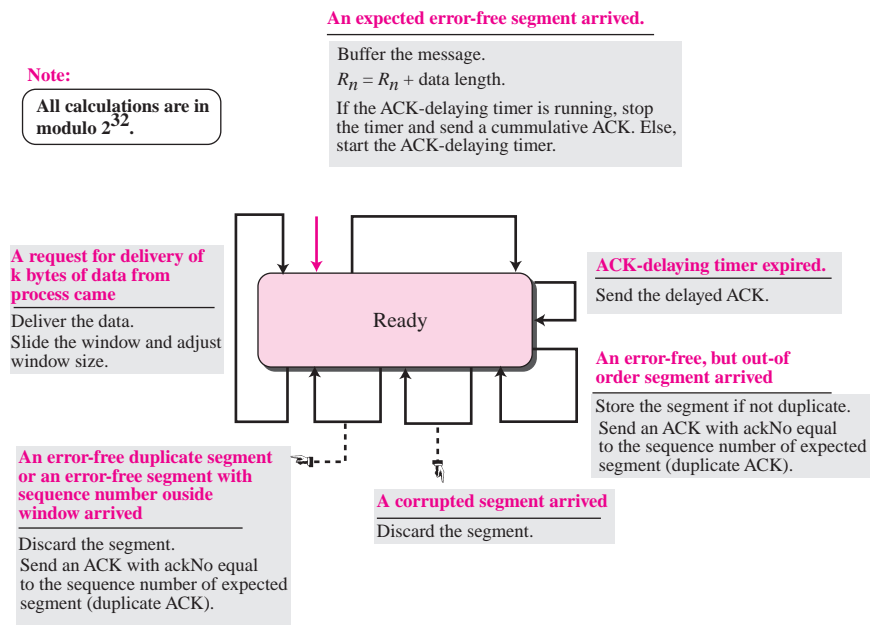 An expected error-free segment arrived.
Buffer the message.
Rn = Rn + data length.
If the ACK-delaying timer is running, stop
the timer and send a cummulative ACK. Else,
start the ACK-delaying timer.
Note:
All calculations are in
modulo 2^32.
A request for delivery of
k bytes of data from
process came
Deliver the data.
Slide the window and adjust
window size.
Ready
ACK-delaying timer expired.
Send the delayed ACK.
An error-free, but out-of
order segment arrived
Store the segment if not duplicate.
Send an ACK with ackNo equal
to the sequence number of expected
segment (duplicate ACK).
An error-free duplicate segment
or an error-free segment with
sequence number ouside
window arrived
Discard the segment.
Send an ACK with ackNo equal
to the sequence number of expected
segment (duplicate ACK).
A corrupted segment arrived
Discard the segment.